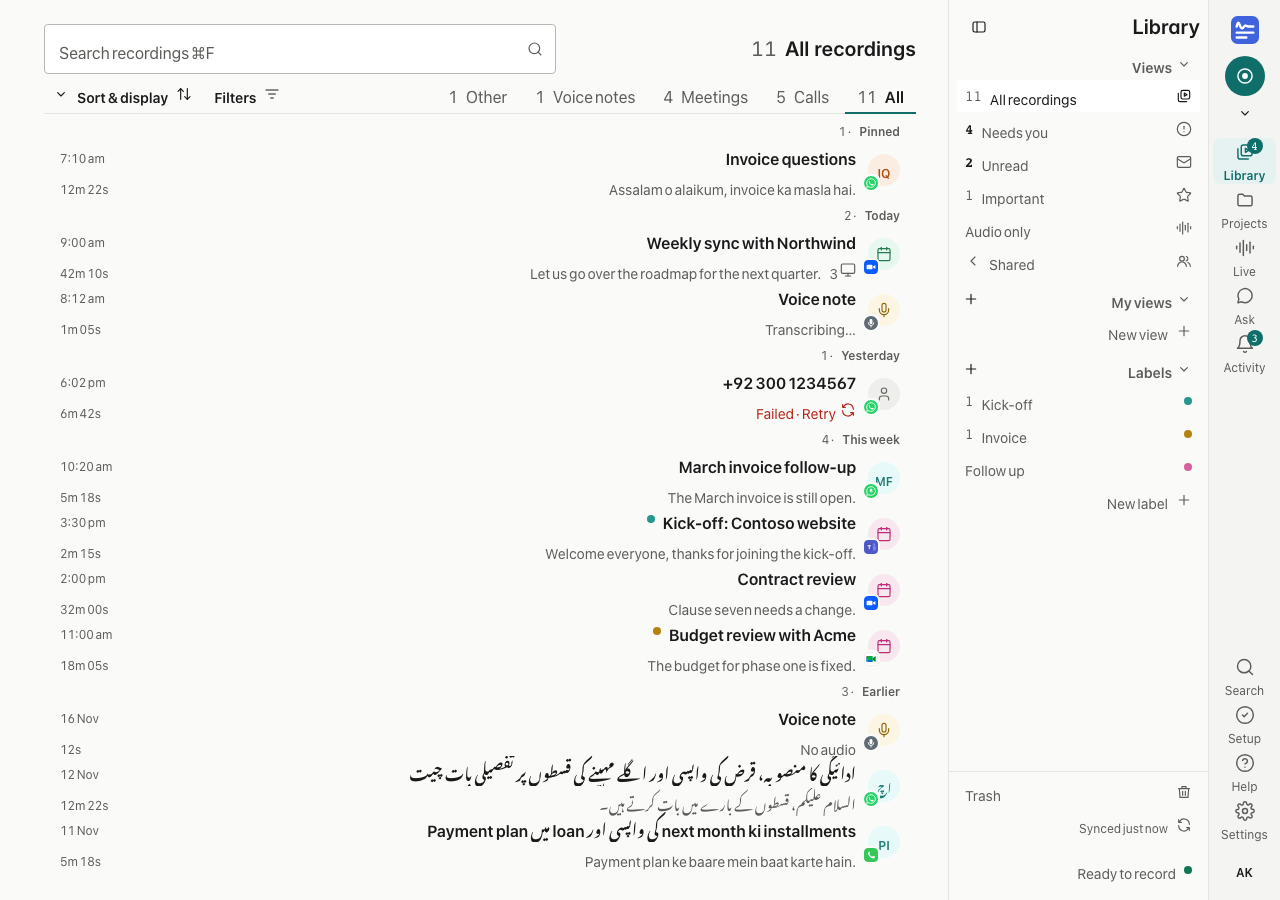 Library
Views
All recordings 11
Needs you 4
Unread 2
Important 1
Audio only
Shared
My views
New view
Labels
Kick-off 1
Invoice 1
Follow up
New label
Trash
Synced just now
Ready to record
4
Library
Projects
Live
Ask
3
Activity
Search
Setup
Help
Settings
AK
All recordings 11
Search recordings ⌘F
All 11
Calls 5
Meetings 4
Voice notes 1
Other 1
Filters
Sort & display
Pinned · 1
IQ
Invoice questions
7:10 am
Assalam o alaikum, invoice ka masla hai.
12m 22s
Today · 2
Weekly sync with Northwind
9:00 am
3 Let us go over the roadmap for the next quarter.
42m 10s
Voice note
8:12 am
Transcribing…
1m 05s
Yesterday · 1
+92 300 1234567
6:02 pm
Failed · Retry
6m 42s
This week · 4
MF
March invoice follow-up
10:20 am
The March invoice is still open.
5m 18s
Kick-off: Contoso website
3:30 pm
Welcome everyone, thanks for joining the kick-off.
2m 15s
Contract review
2:00 pm
Clause seven needs a change.
32m 00s
Budget review with Acme
11:00 am
The budget for phase one is fixed.
18m 05s
Earlier · 3
Voice note
16 Nov
No audio
12s
اچ
ادائیگی کا منصوبہ، قرض کی واپسی اور اگلے مہینے کی قسطوں پر تفصیلی بات چیت
12 Nov
السلام علیکم، قسطوں کے بارے میں بات کرتے ہیں۔
12m 22s
PI
Payment plan میں loan کی واپسی اور next month ki installments
11 Nov
Payment plan ke baare mein baat karte hain.
5m 18s